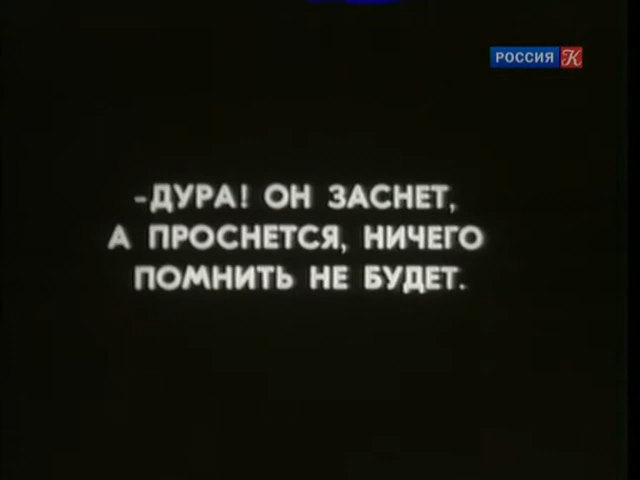 РОССИЯ К
-ДУРА! ОН ЗАСНЕТ,
А ПРОСНЕТСЯ, НИЧЕГО
ПОМНИТЬ НЕ БУДЕТ.